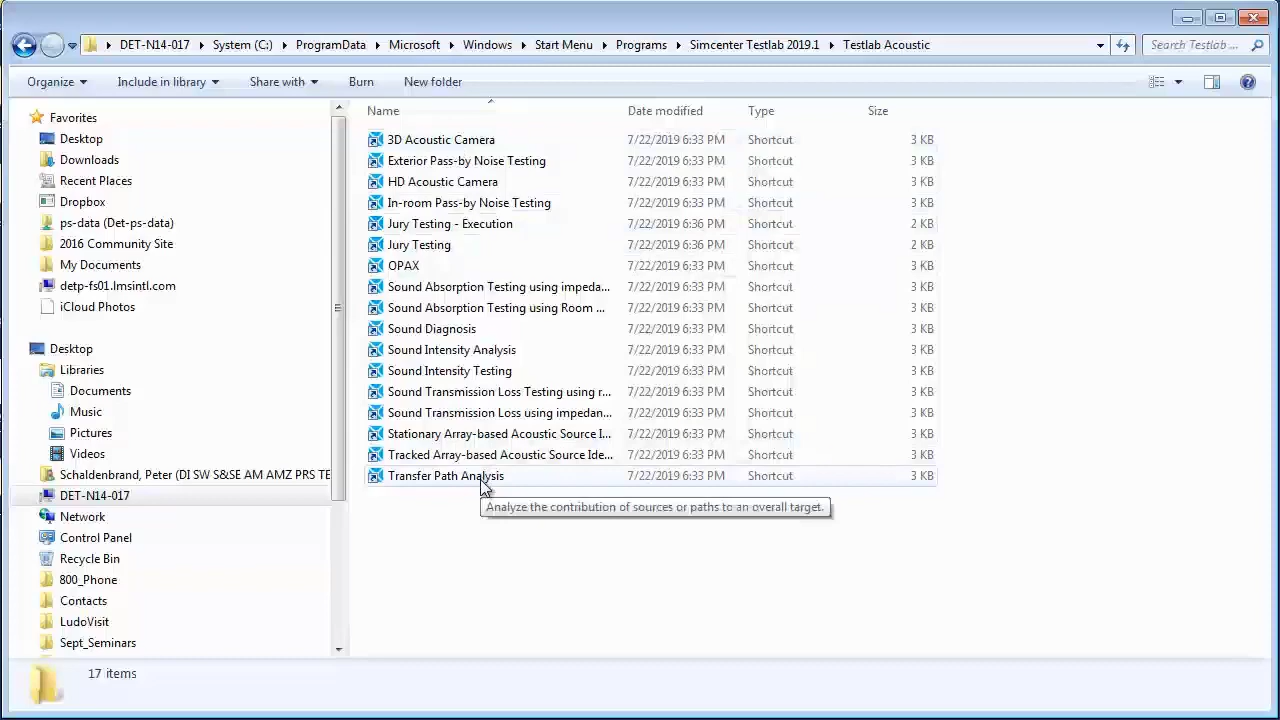 DET-N14-017 System (C:) ProgramData Microsoft Windows Start Menu Programs Simcenter Testlab 2019.1 Testlab Acoustic Search Testlab ...
Organize Include in library Share with Burn New folder
Favorites
Desktop
Downloads
Recent Places
Dropbox
ps-data (Det-ps-data)
2016 Community Site
My Documents
detp-fs01.lmsintl.com
iCloud Photos
Desktop
Libraries
Documents
Music
Pictures
Videos
Schaldenbrand, Peter (DI SW S&SE AM AMZ PRS TE
DET-N14-017
Network
Control Panel
Recycle Bin
800_Phone
Contacts
LudoVisit
Sept_Seminars
Name Date modified Type Size
3D Acoustic Camera 7/22/2019 6:33 PM Shortcut 3 KB
Exterior Pass-by Noise Testing 7/22/2019 6:33 PM Shortcut 3 KB
HD Acoustic Camera 7/22/2019 6:33 PM Shortcut 3 KB
In-room Pass-by Noise Testing 7/22/2019 6:33 PM Shortcut 3 KB
Jury Testing - Execution 7/22/2019 6:36 PM Shortcut 2 KB
Jury Testing 7/22/2019 6:36 PM Shortcut 2 KB
OPAX 7/22/2019 6:33 PM Shortcut 3 KB
Sound Absorption Testing using impeda... 7/22/2019 6:33 PM Shortcut 3 KB
Sound Absorption Testing using Room ... 7/22/2019 6:33 PM Shortcut 3 KB
Sound Diagnosis 7/22/2019 6:33 PM Shortcut 3 KB
Sound Intensity Analysis 7/22/2019 6:33 PM Shortcut 3 KB
Sound Intensity Testing 7/22/2019 6:33 PM Shortcut 3 KB
Sound Transmission Loss Testing using r... 7/22/2019 6:33 PM Shortcut 3 KB
Sound Transmission Loss using impedan... 7/22/2019 6:33 PM Shortcut 3 KB
Stationary Array-based Acoustic Source I... 7/22/2019 6:33 PM Shortcut 3 KB
Tracked Array-based Acoustic Source Ide... 7/22/2019 6:33 PM Shortcut 3 KB
Transfer Path Analysis 7/22/2019 6:33 PM Shortcut 3 KB
Analyze the contribution of sources or paths to an overall target.
17 items